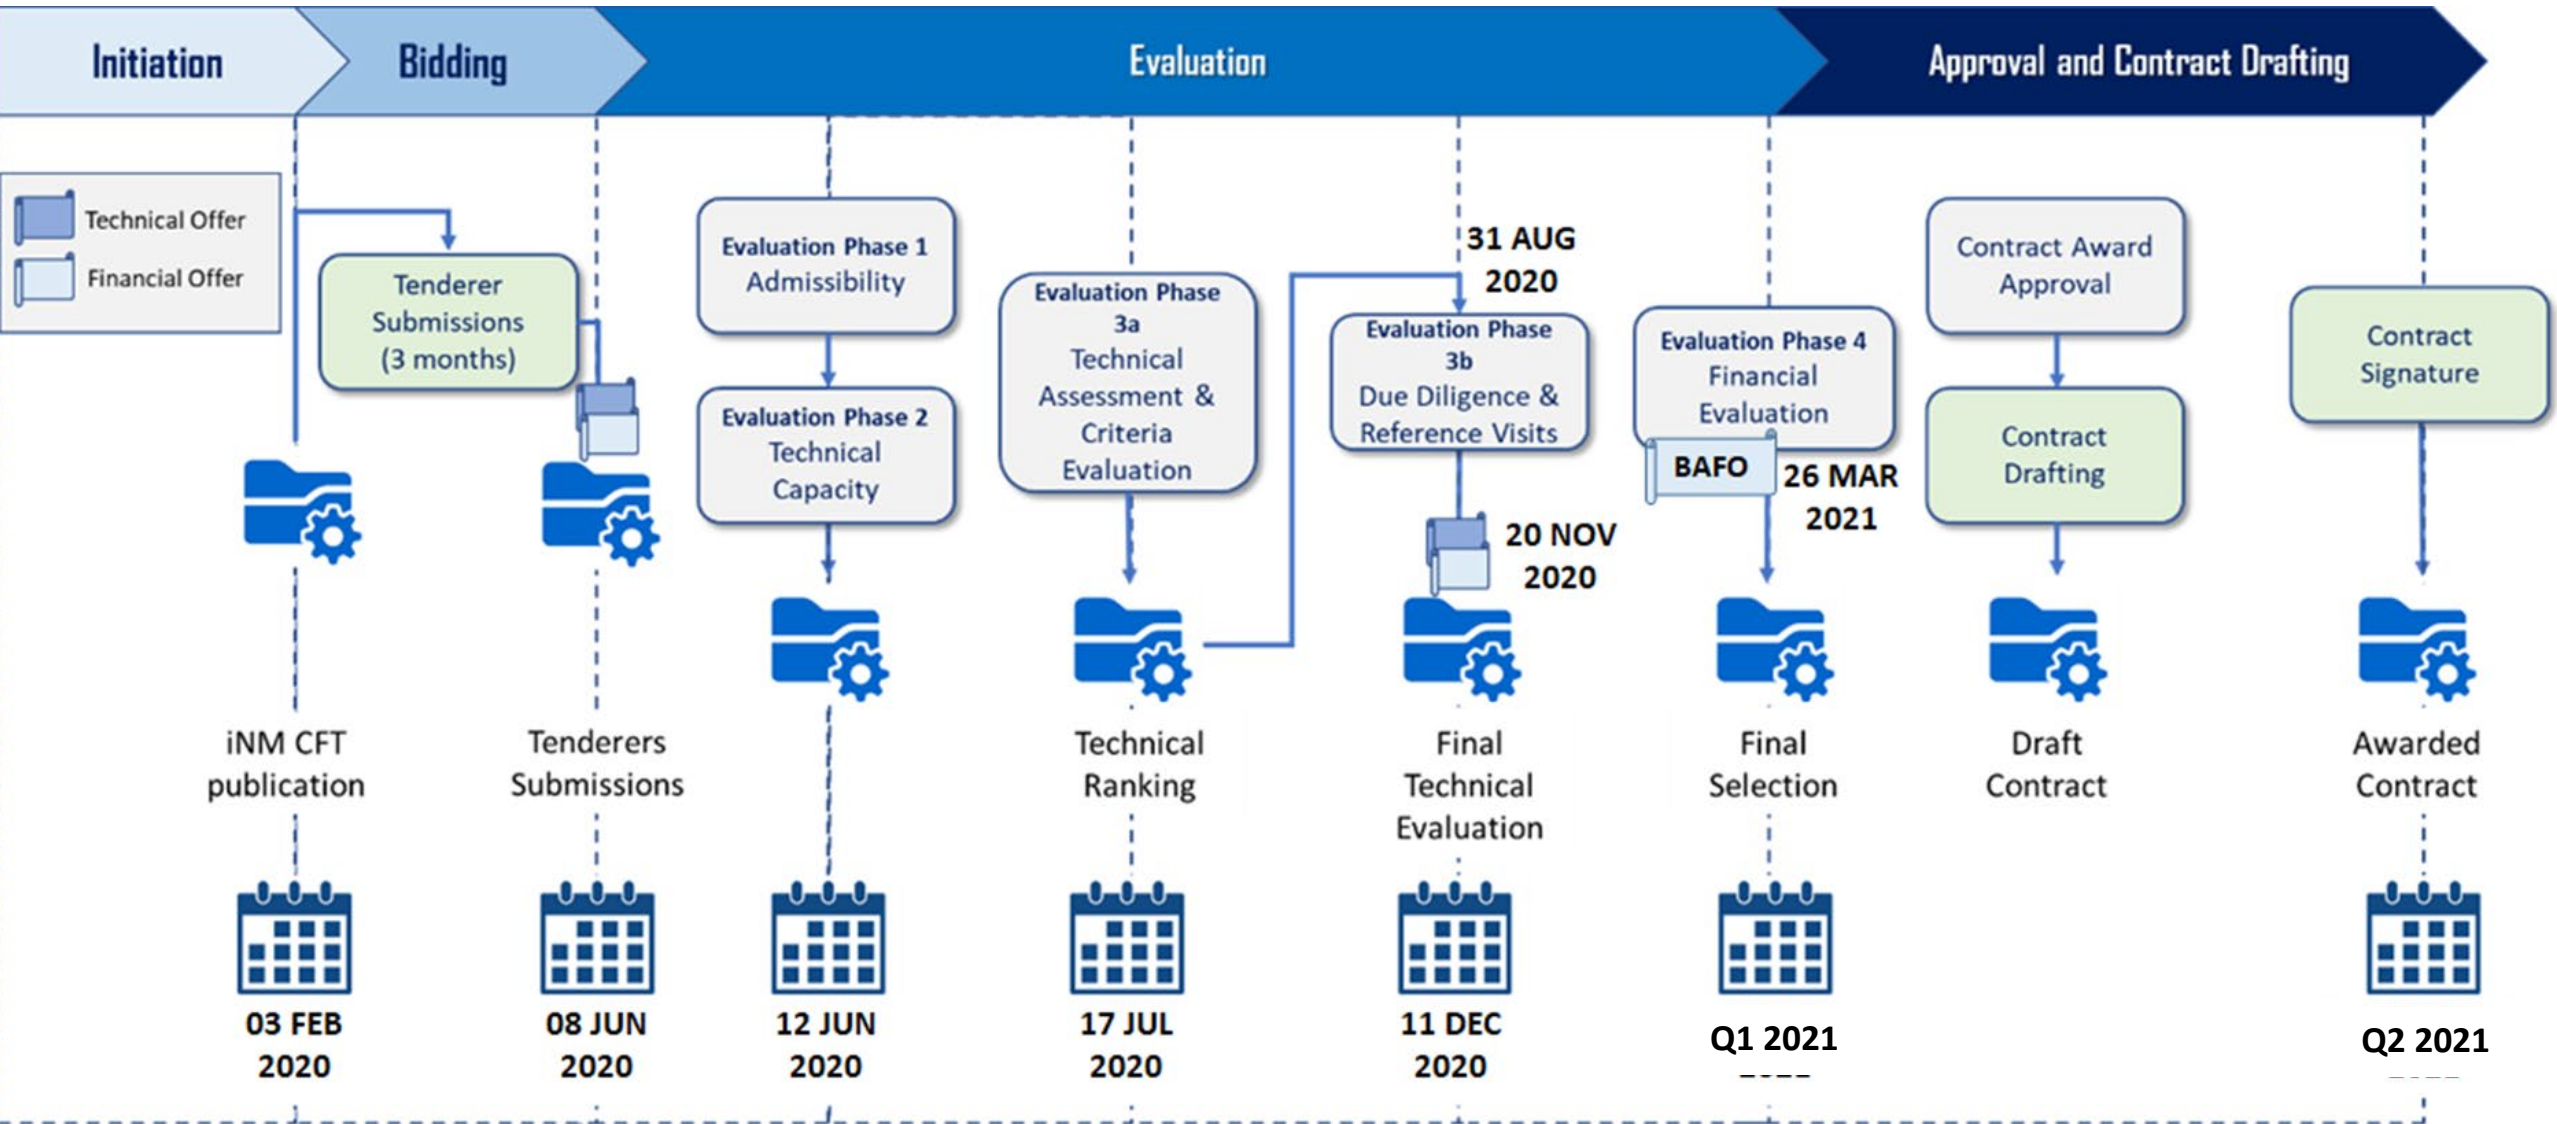 Initiation
Bidding
Evaluation
Approval and Contract Drafting
Technical Offer
Financial Offer
Tenderer
Submissions
(3 months)
Evaluation Phase 1
Admissibility
Evaluation Phase 2
Technical
Capacity
Evaluation Phase
3a
Technical
Assessment &
Criteria
Evaluation
31 AUG
2020
Evaluation Phase
3b
Due Diligence &
Reference Visits
20 NOV
2020
Evaluation Phase 4
Financial
Evaluation
BAFO
26 MAR
2021
Contract Award
Approval
Contract
Drafting
Contract
Signature
iNM CFT
publication
Tenderers
Submissions
Technical
Ranking
Final
Technical
Evaluation
Final
Selection
Draft
Contract
Awarded
Contract
03 FEB
2020
08 JUN
2020
12 JUN
2020
17 JUL
2020
11 DEC
2020
Q1 2021
Q2 2021